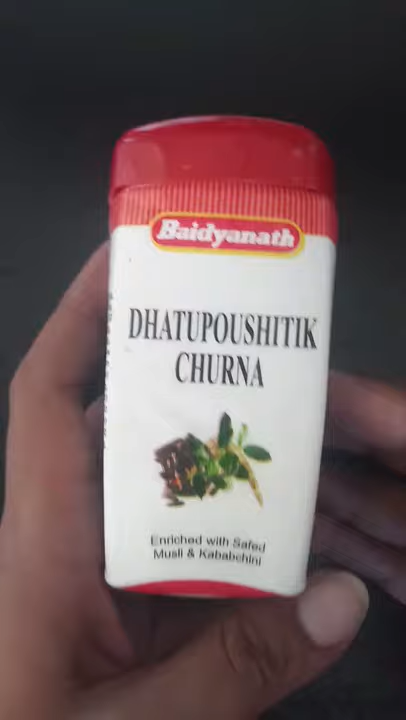 Baidyanath
DHATUPOUSHITIK
CHURNA
Enriched with Safed
Musli & Kababchini